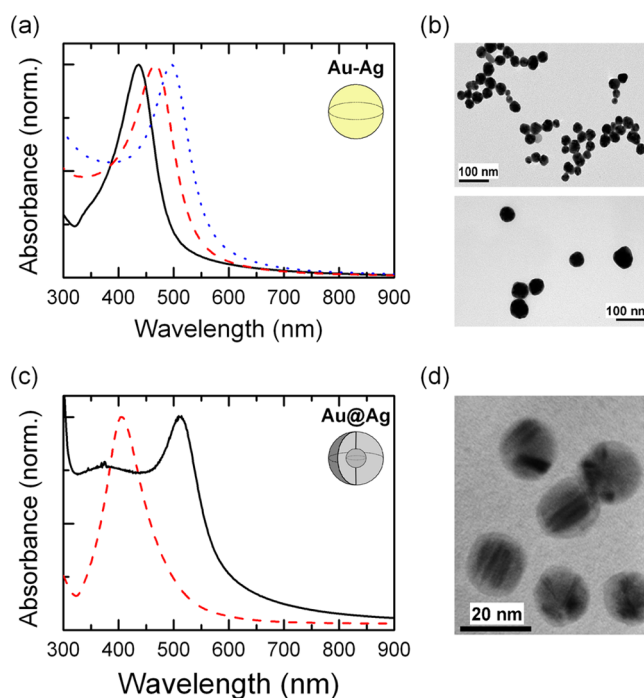 (a)
Au-Ag
Absorbance (norm.)
300 400 500 600 700 800 900
Wavelength (nm)
(b)
100 nm
100 nm
(c)
Au@Ag
Absorbance (norm.)
300 400 500 600 700 800 900
Wavelength (nm)
(d)
20 nm